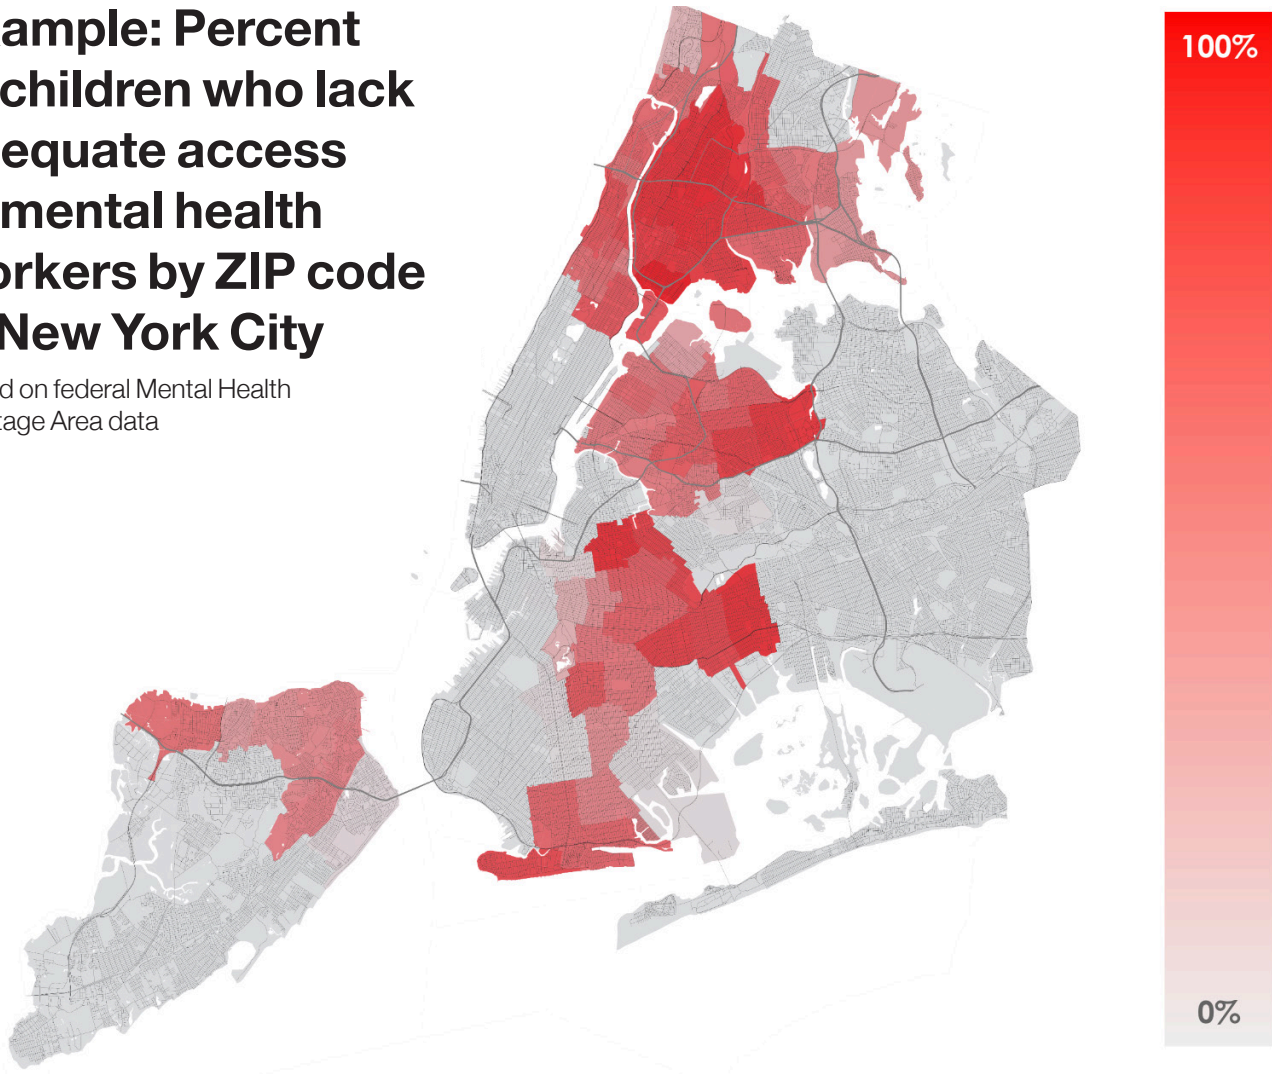 ample: Percent
children who lack
equate access
mental health
orkers by ZIP code
New York City
d on federal Mental Health
tage Area data
100%
0%